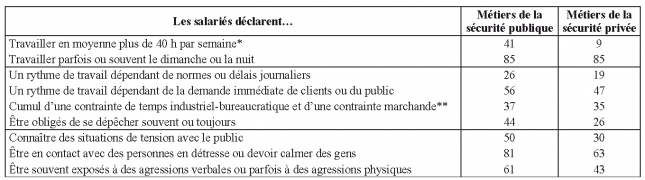 Les salariés déclarent… Métiers de la sécurité publique Métiers de la sécurité privée
Travailler en moyenne plus de 40 h par semaine* 41 9
Travailler parfois ou souvent le dimanche ou la nuit 85 85
Un rythme de travail dépendant de normes ou délais journaliers 26 19
Un rythme de travail dépendant de la demande immédiate de clients ou du public 56 47
Cumul d'une contrainte de temps industriel-bureaucratique et d'une contrainte marchande** 37 35
Être obligés de se dépêcher souvent ou toujours 44 26
Connaître des situations de tension avec le public 50 30
Être en contact avec des personnes en détresse ou devoir calmer des gens 81 63
Être souvent exposés à des agressions verbales ou parfois à des agressions physiques 61 43